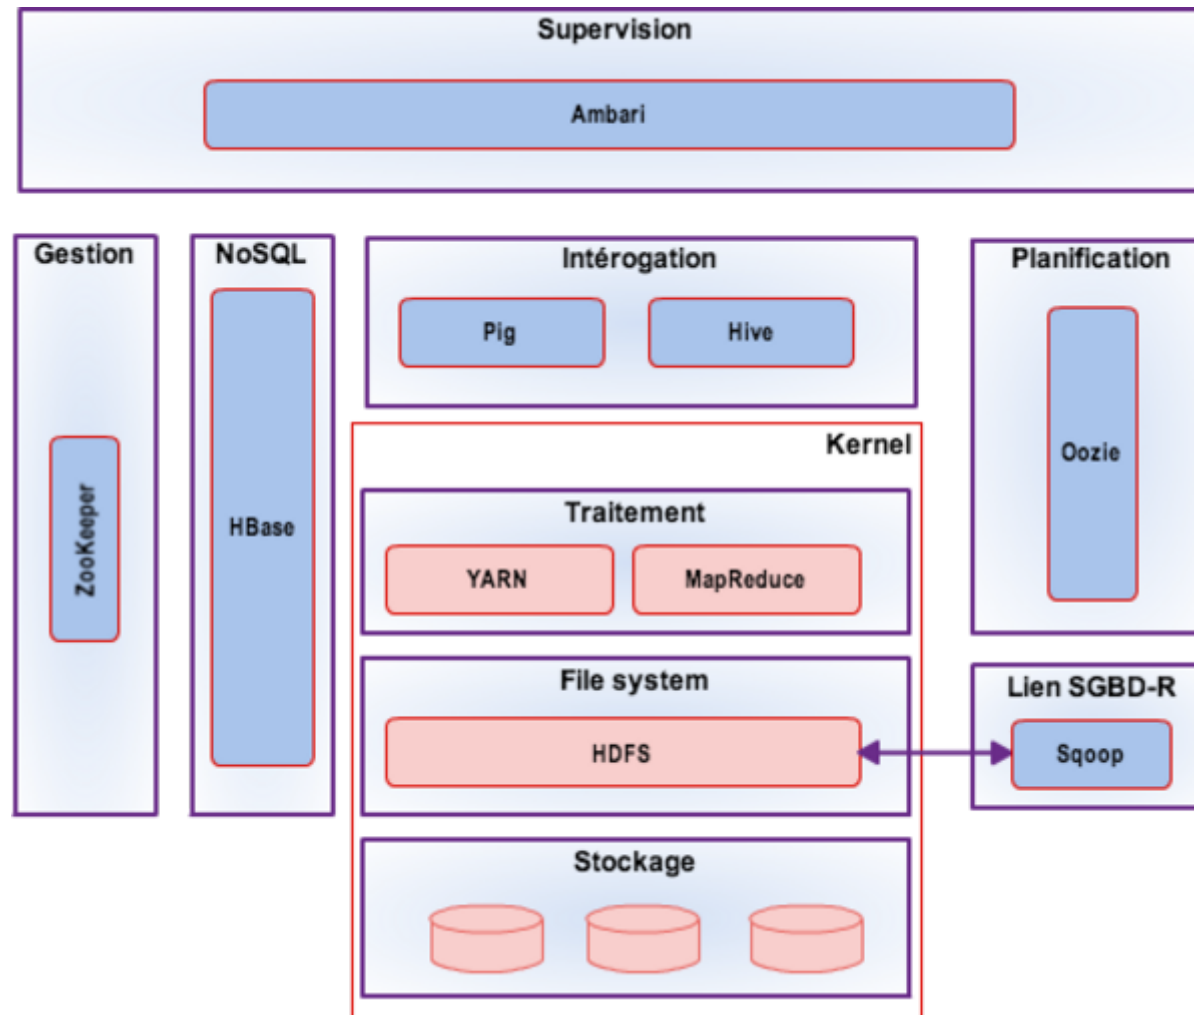 Supervision
Ambari
Gestion
ZooKeeper
NoSQL
HBase
Intérogation
Pig
Hive
Kernel
Traitement
YARN
MapReduce
File system
HDFS
Stockage
Planification
Oozie
Lien SGBD-R
Sqoop